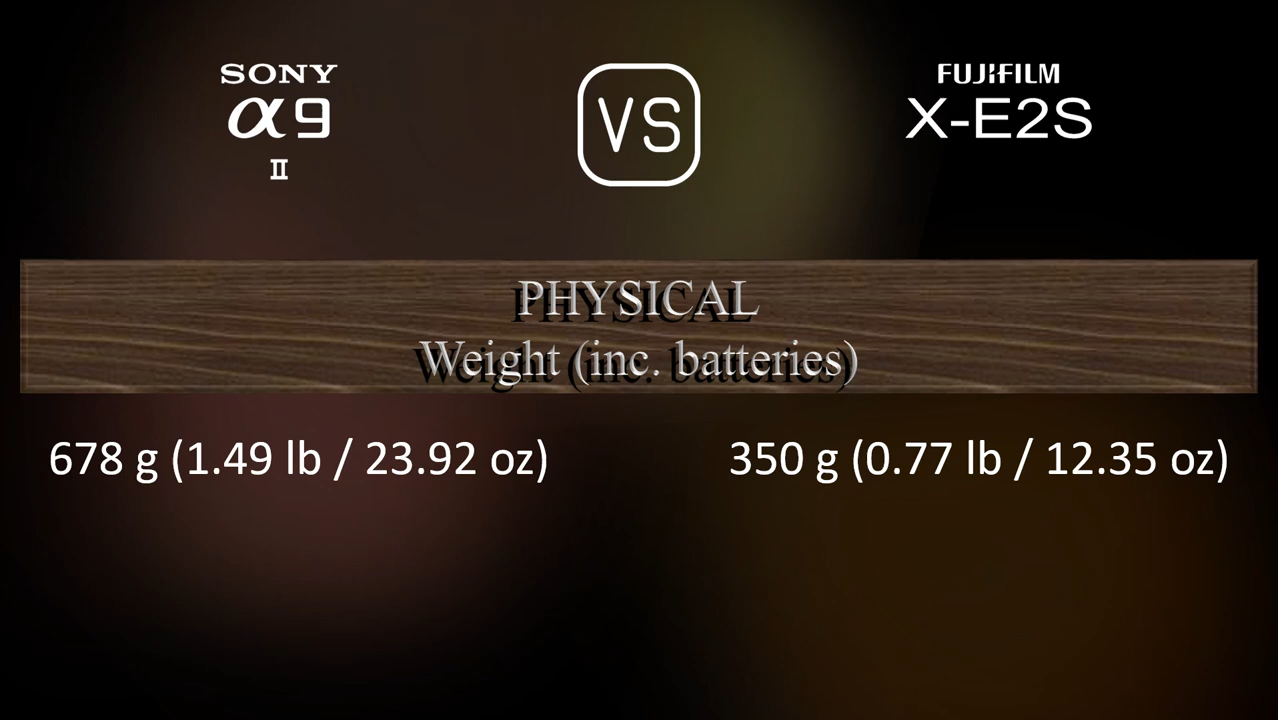 SONY
α9
II
VS
FUJIFILM
X-E2S
PHYSICAL
Weight (inc. batteries)
678 g (1.49 lb / 23.92 oz)
350 g (0.77 lb / 12.35 oz)